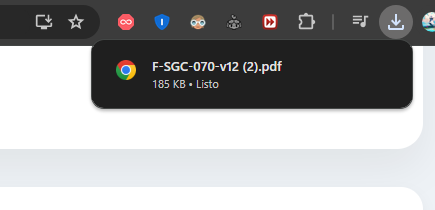 F-SGC-070-v12 (2).pdf
185 KB • Listo